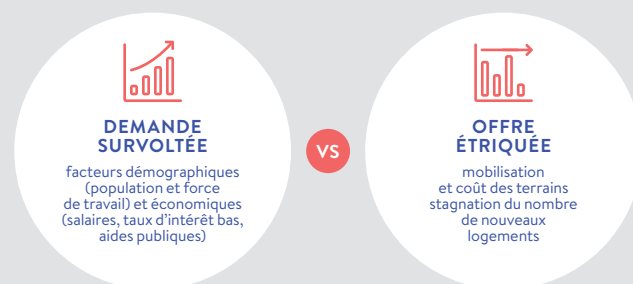 DEMANDE
SURVOLTÉE
facteurs démographiques
(population et force
de travail) et économiques
(salaires, taux d'intérêt bas,
aides publiques)
VS
OFFRE
ÉTRIQUÉE
mobilisation
et coût des terrains
stagnation du nombre
de nouveaux
logements